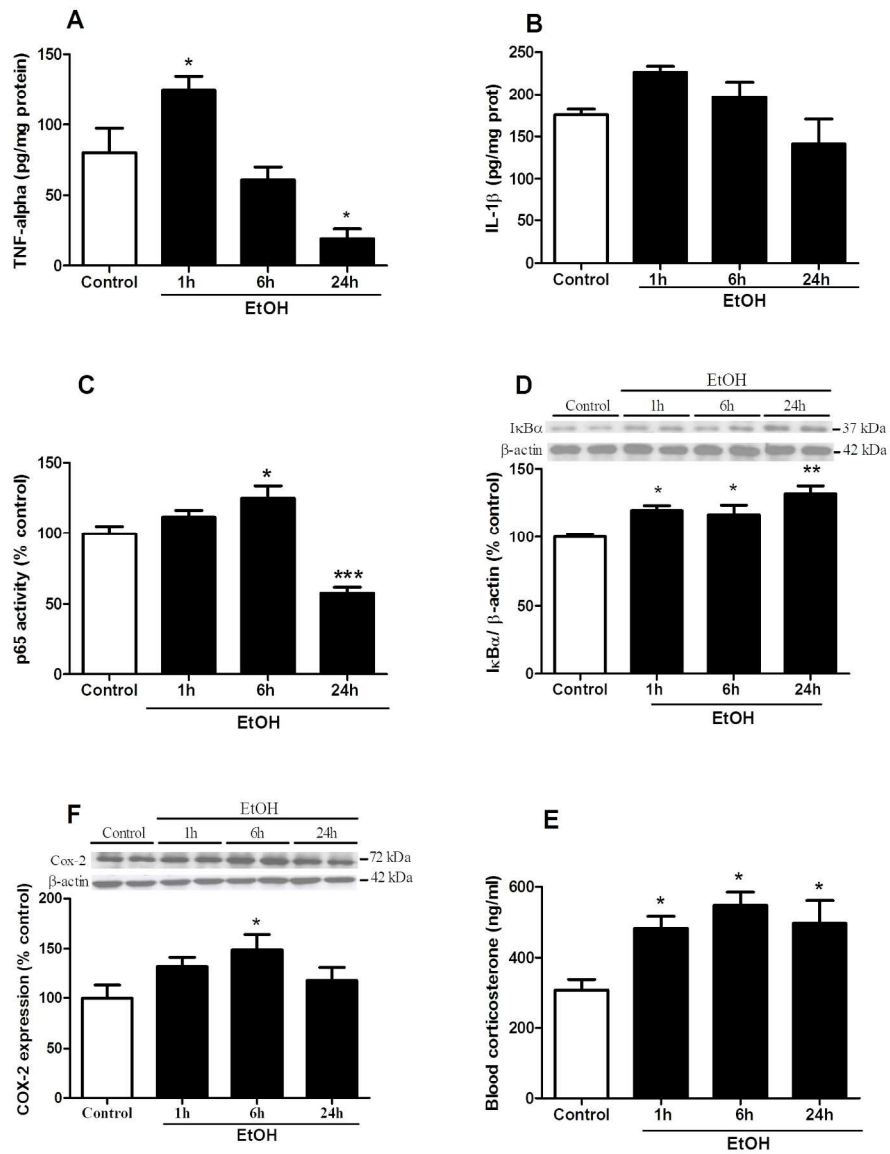 A
TNF-alpha (pg/mg protein)
150
100
50
0
*
*
Control 1h 6h 24h
EtOH
B
IL-1β (pg/mg prot)
250
200
150
100
50
0
Control 1h 6h 24h
EtOH
C
p65 activity (% control)
150
100
50
0
*
***
Control 1h 6h 24h
EtOH
D
EtOH
Control 1h 6h 24h
IκBα 37 kDa
β-actin 42 kDa
IκBα/ β-actin (% control)
150
100
50
0
*
*
**
Control 1h 6h 24h
EtOH
F
EtOH
Control 1h 6h 24h
Cox-2 72 kDa
β-actin 42 kDa
COX-2 expression (% control)
200
150
100
50
0
*
Control 1h 6h 24h
EtOH
E
Blood corticosterone (ng/ml)
600
400
200
0
*
*
*
Control 1h 6h 24h
EtOH